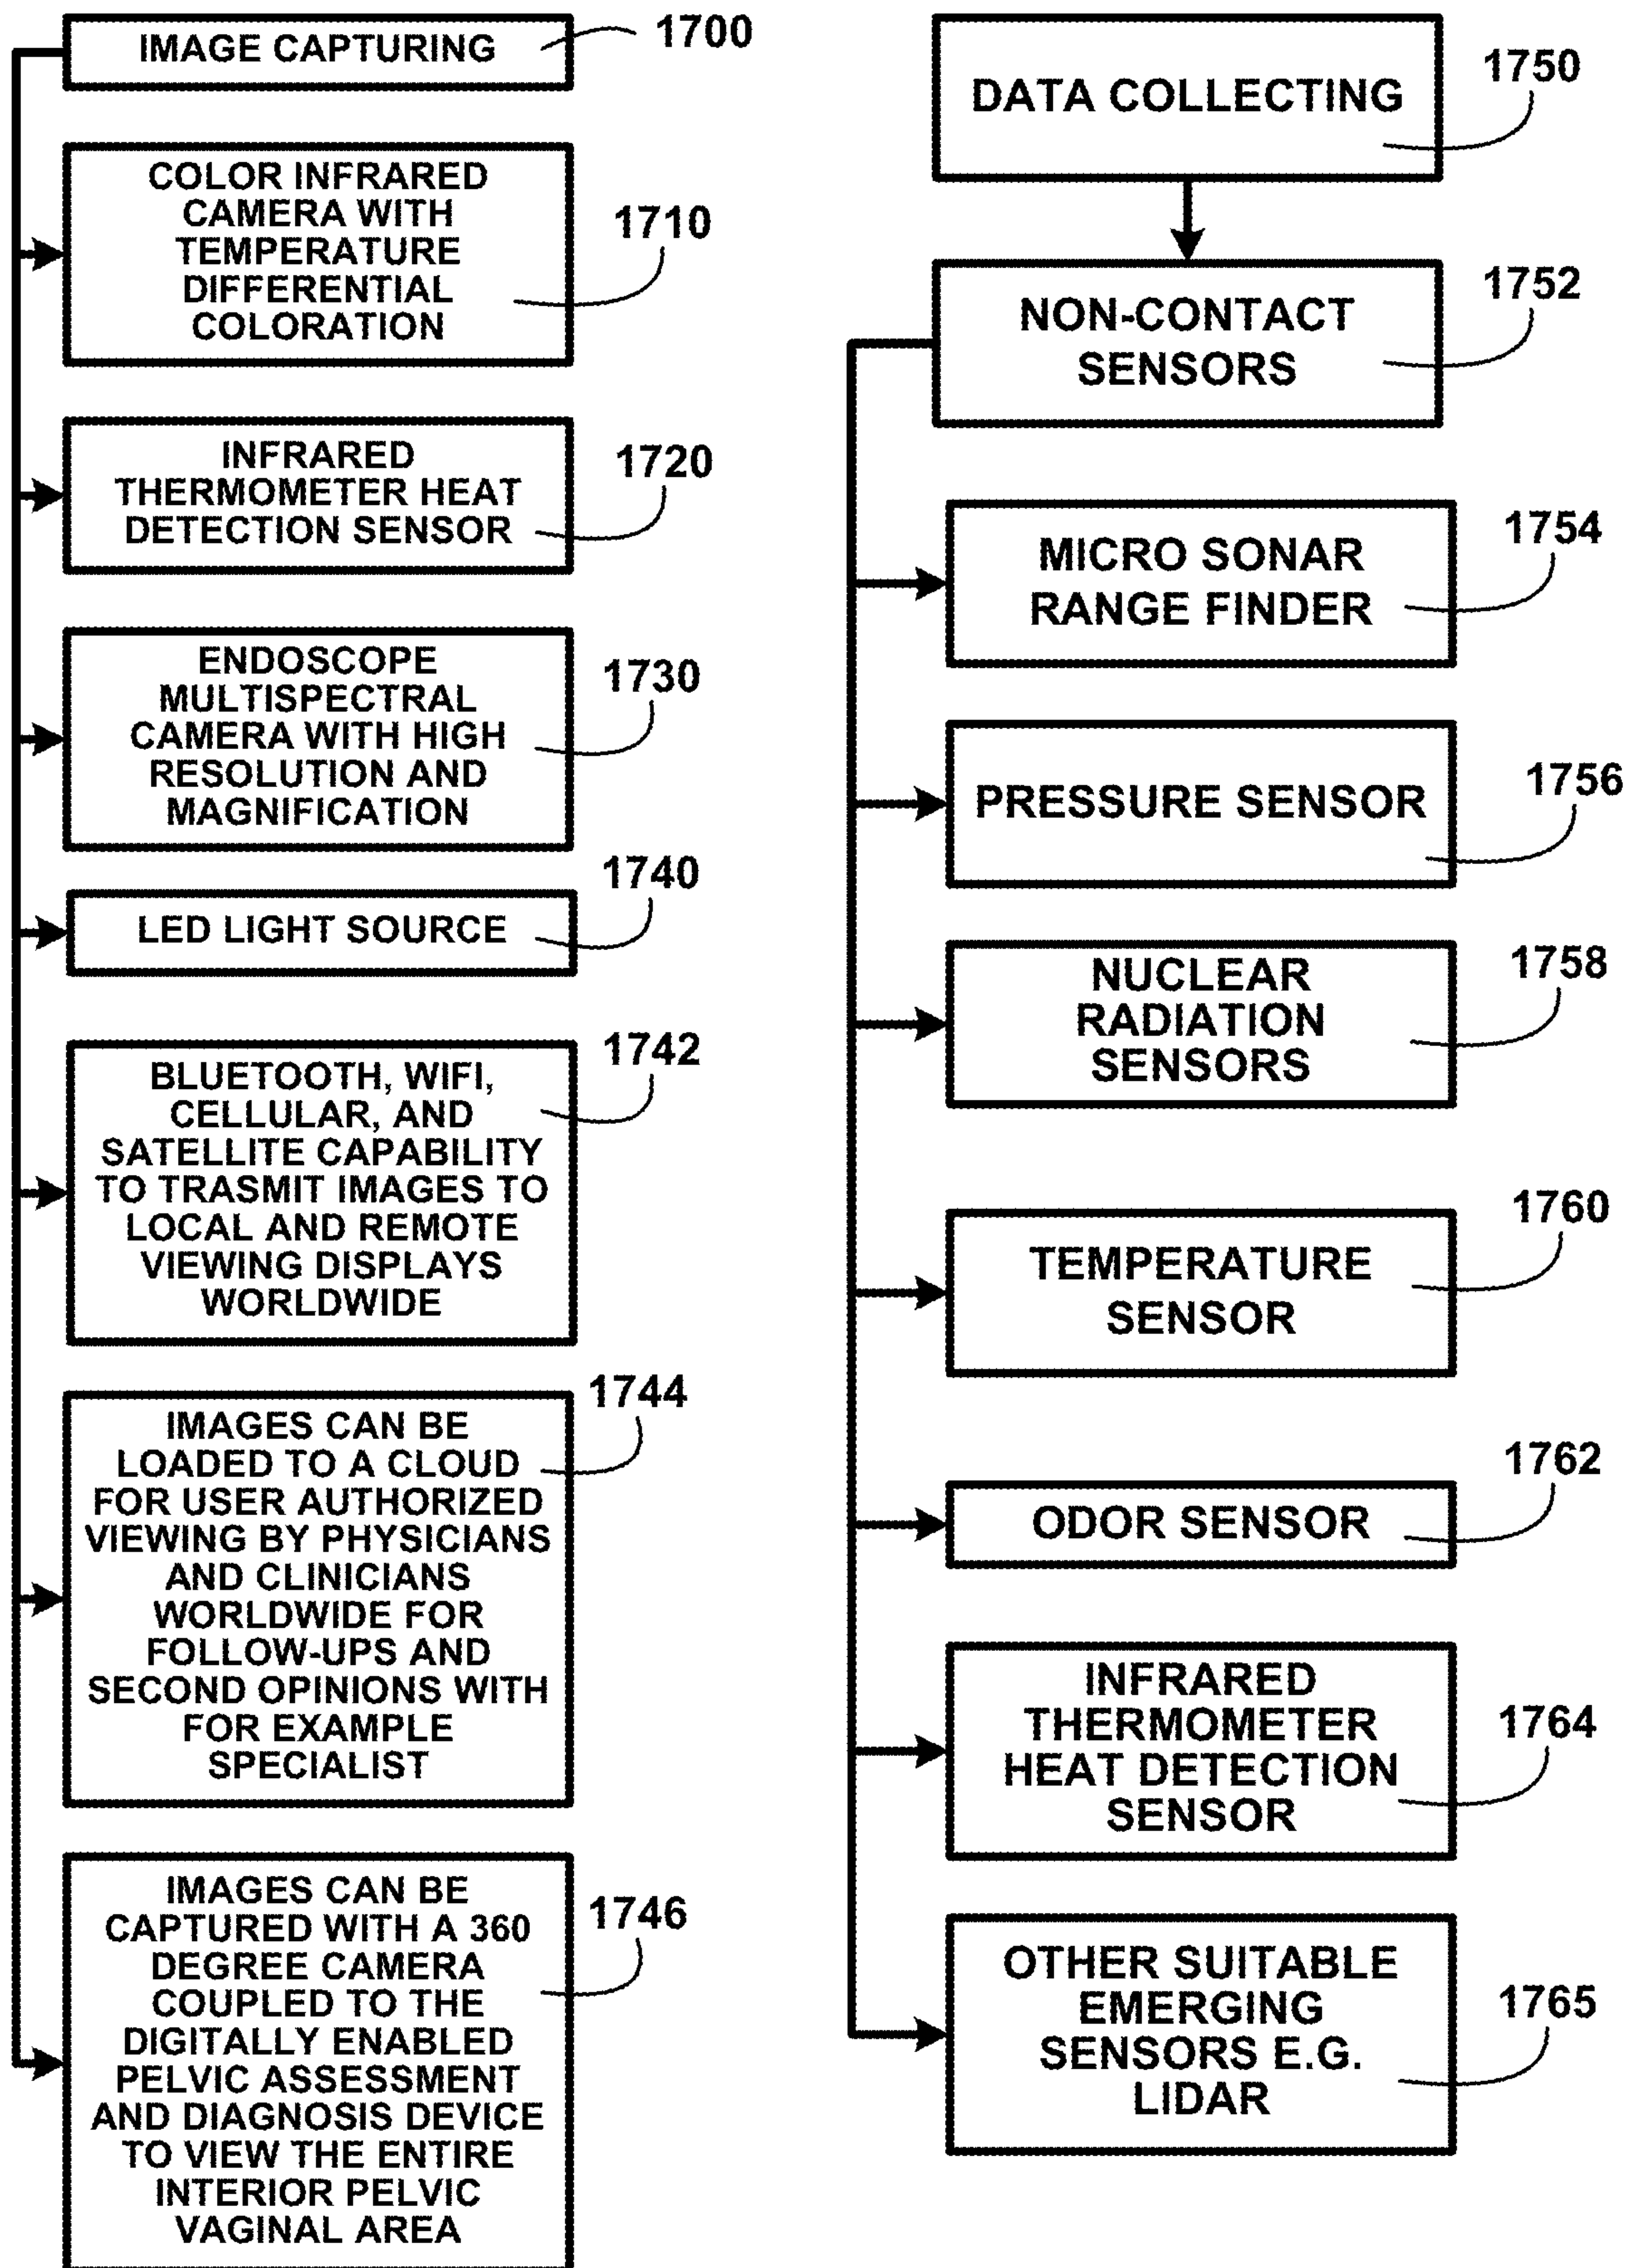 IMAGE CAPTURING
1700
COLOR INFRARED
CAMERA WITH
TEMPERATURE
DIFFERENTIAL
COLORATION
1710
INFRARED
THERMOMETER HEAT
DETECTION SENSOR
1720
ENDOSCOPE
MULTISPECTRAL
CAMERA WITH HIGH
RESOLUTION AND
MAGNIFICATION
1730
LED LIGHT SOURCE
1740
BLUETOOTH, WIFI,
CELLULAR, AND
SATELLITE CAPABILITY
TO TRASMIT IMAGES TO
LOCAL AND REMOTE
VIEWING DISPLAYS
WORLDWIDE
1742
IMAGES CAN BE
LOADED TO A CLOUD
FOR USER AUTHORIZED
VIEWING BY PHYSICIANS
AND CLINICIANS
WORLDWIDE FOR
FOLLOW-UPS AND
SECOND OPINIONS WITH
FOR EXAMPLE
SPECIALIST
1744
IMAGES CAN BE
CAPTURED WITH A 360
DEGREE CAMERA
COUPLED TO THE
DIGITALLY ENABLED
PELVIC ASSESSMENT
AND DIAGNOSIS DEVICE
TO VIEW THE ENTIRE
INTERIOR PELVIC
VAGINAL AREA
1746
DATA COLLECTING
1750
NON-CONTACT
SENSORS
1752
MICRO SONAR
RANGE FINDER
1754
PRESSURE SENSOR
1756
NUCLEAR
RADIATION
SENSORS
1758
TEMPERATURE
SENSOR
1760
ODOR SENSOR
1762
INFRARED
THERMOMETER
HEAT DETECTION
SENSOR
1764
OTHER SUITABLE
EMERGING
SENSORS E.G.
LIDAR
1765